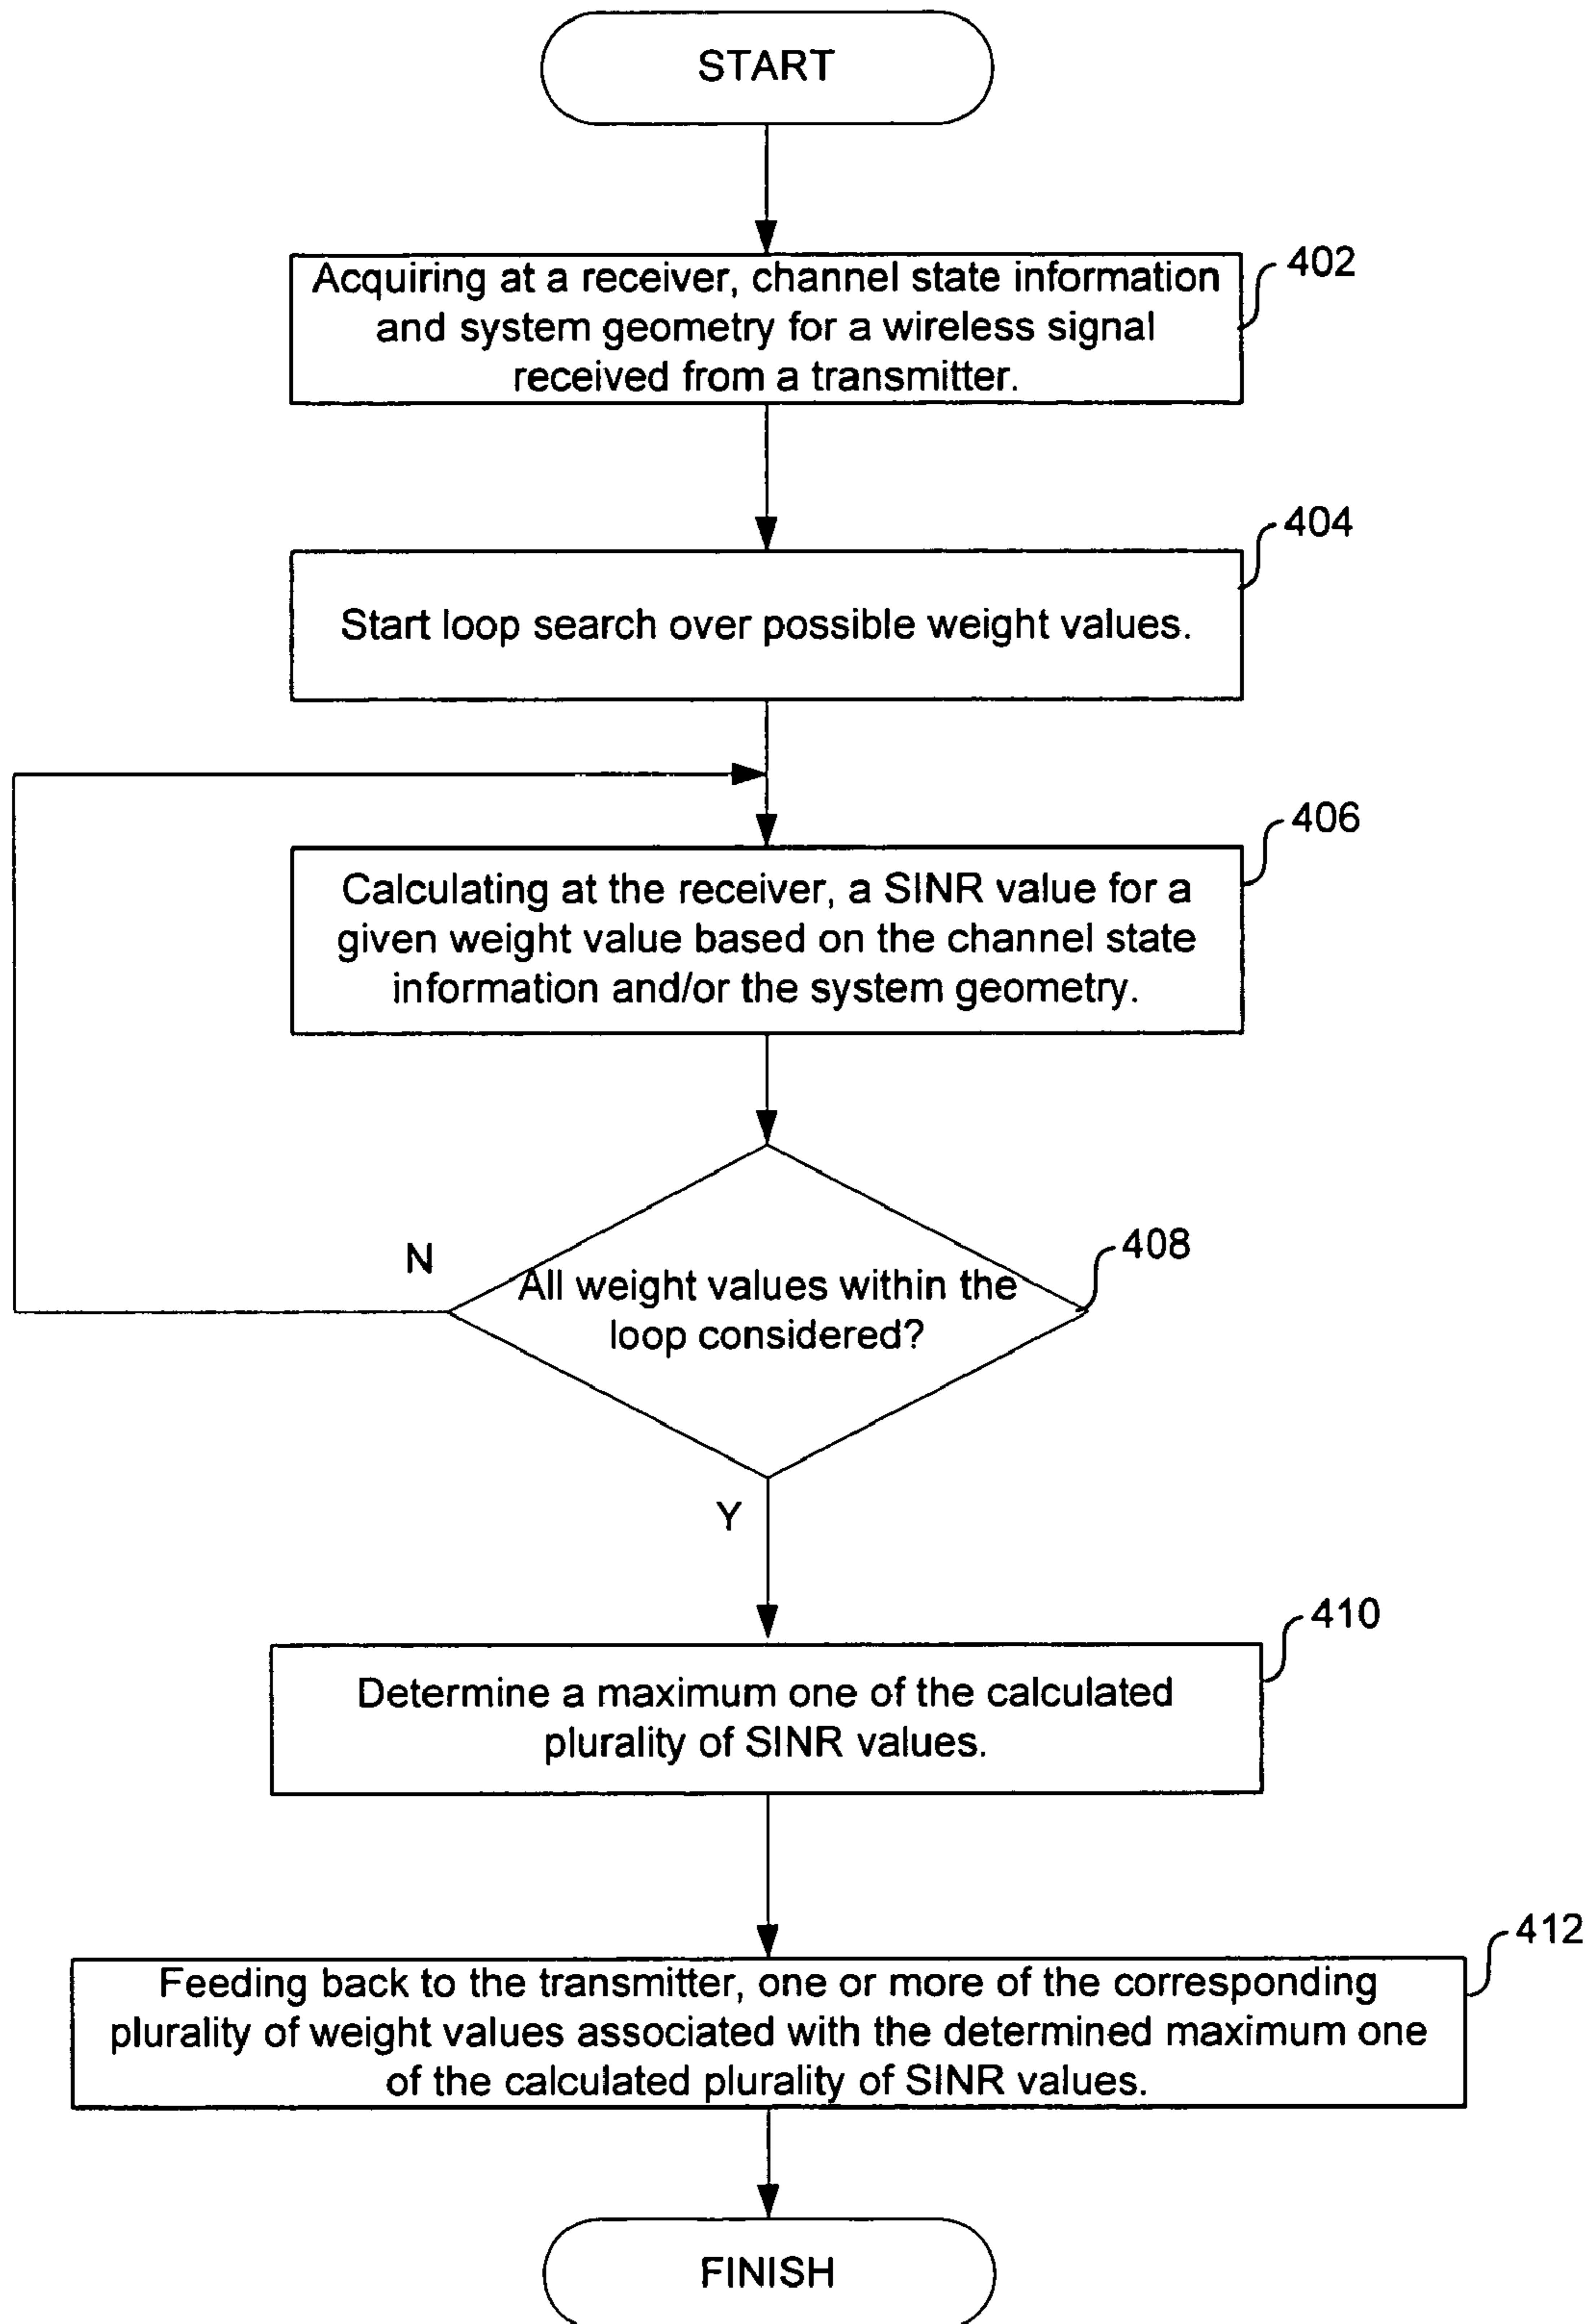 START
402
Acquiring at a receiver, channel state information
and system geometry for a wireless signal
received from a transmitter.
404
Start loop search over possible weight values.
406
Calculating at the receiver, a SINR value for a
given weight value based on the channel state
information and/or the system geometry.
408
N
All weight values within the
loop considered?
Y
410
Determine a maximum one of the calculated
plurality of SINR values.
412
Feeding back to the transmitter, one or more of the corresponding
plurality of weight values associated with the determined maximum one
of the calculated plurality of SINR values.
FINISH